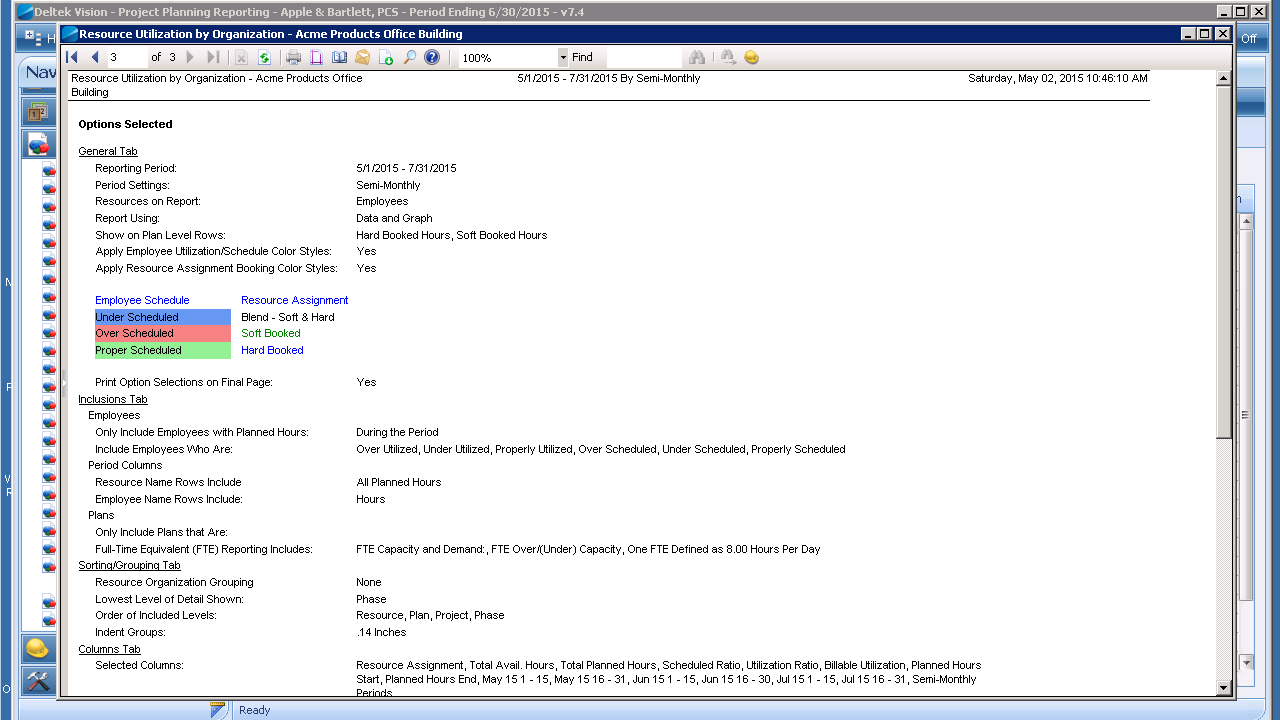 Deltek Vision - Project Planning Reporting - Apple & Bartlett, PCS - Period Ending 6/30/2015 - v7.4
Resource Utilization by Organization - Acme Products Office Building
Off
3 of 3 100% Find
Nav
Resource Utilization by Organization - Acme Products Office Building 5/1/2015 - 7/31/2015 By Semi-Monthly Saturday, May 02, 2015 10:46:10 AM
Options Selected
General Tab
Reporting Period: 5/1/2015 - 7/31/2015
Period Settings: Semi-Monthly
Resources on Report: Employees
Report Using: Data and Graph
Show on Plan Level Rows: Hard Booked Hours, Soft Booked Hours
Apply Employee Utilization/Schedule Color Styles: Yes
Apply Resource Assignment Booking Color Styles: Yes
Employee Schedule Resource Assignment
Under Scheduled Blend - Soft & Hard
Over Scheduled Soft Booked
Proper Scheduled Hard Booked
Print Option Selections on Final Page: Yes
Inclusions Tab
Employees
Only Include Employees with Planned Hours: During the Period
Include Employees Who Are: Over Utilized, Under Utilized, Properly Utilized, Over Scheduled, Under Scheduled, Properly Scheduled
Period Columns
Resource Name Rows Include All Planned Hours
Employee Name Rows Include: Hours
Plans
Only Include Plans that Are:
Full-Time Equivalent (FTE) Reporting Includes: FTE Capacity and Demand, FTE Over/(Under) Capacity, One FTE Defined as 8.00 Hours Per Day
Sorting/Grouping Tab
Resource Organization Grouping None
Lowest Level of Detail Shown: Phase
Order of Included Levels: Resource, Plan, Project, Phase
Indent Groups: .14 Inches
Columns Tab
Selected Columns: Resource Assignment, Total Avail. Hours, Total Planned Hours, Scheduled Ratio, Utilization Ratio, Billable Utilization, Planned Hours
Start, Planned Hours End, May 15 1 - 15, May 15 16 - 31, Jun 15 1 - 15, Jun 15 16 - 30, Jul 15 1 - 15, Jul 15 16 - 31, Semi-Monthly
Periods
Ready